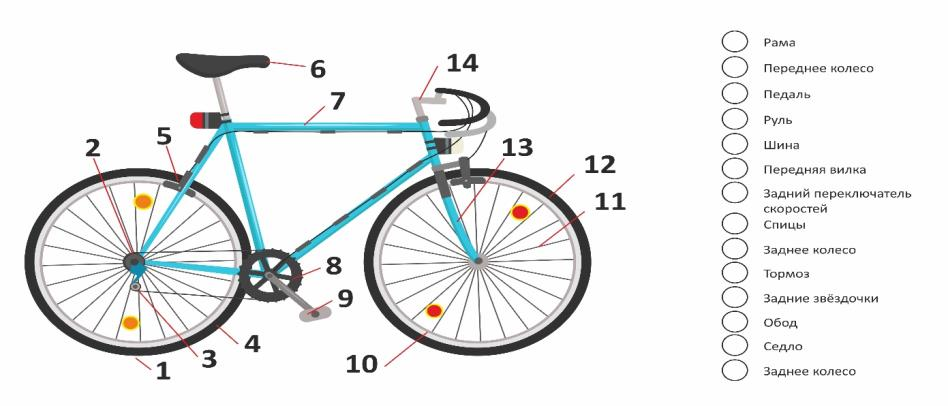 14
6
7
5
2
13
12
11
8
9
4
3
10
1
Рама
Переднее колесо
Педаль
Руль
Шина
Передняя вилка
Задний переключатель
скоростей
Спицы
Заднее колесо
Тормоз
Задние звёздочки
Обод
Седло
Заднее колесо